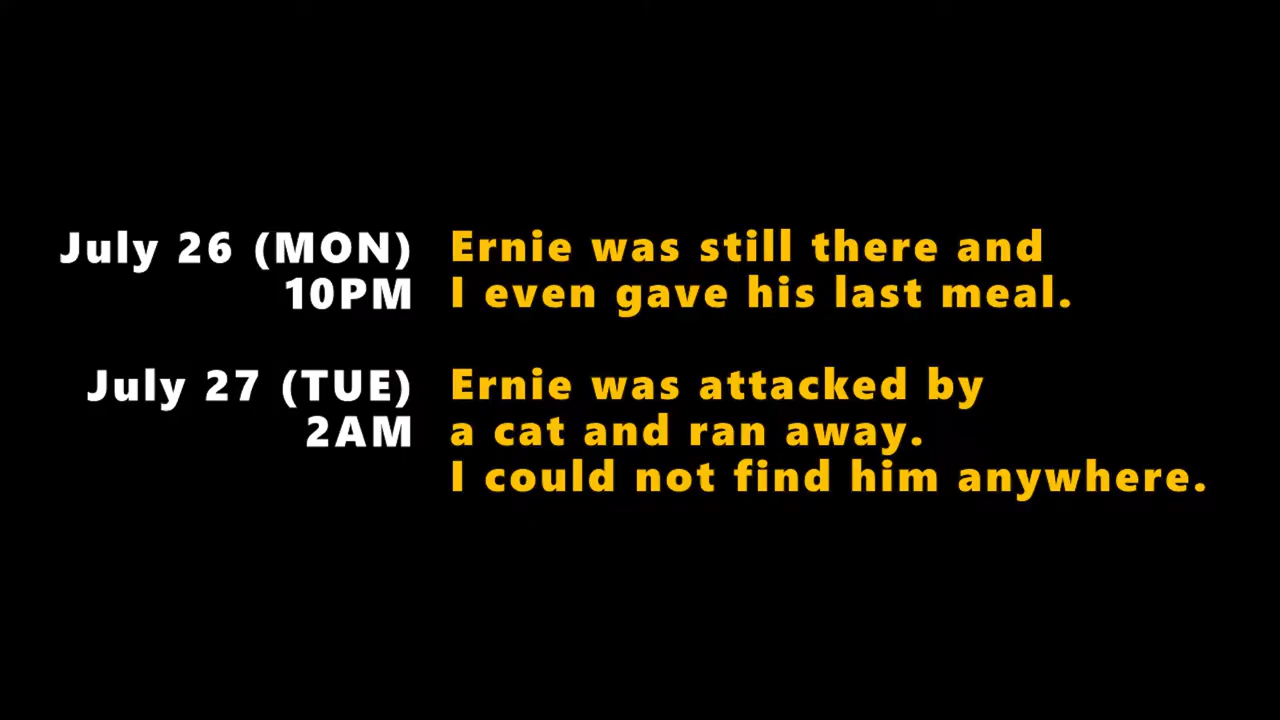 July 26 (MON) Ernie was still there and
10PM I even gave his last meal.
July 27 (TUE) Ernie was attacked by
2AM a cat and ran away.
I could not find him anywhere.